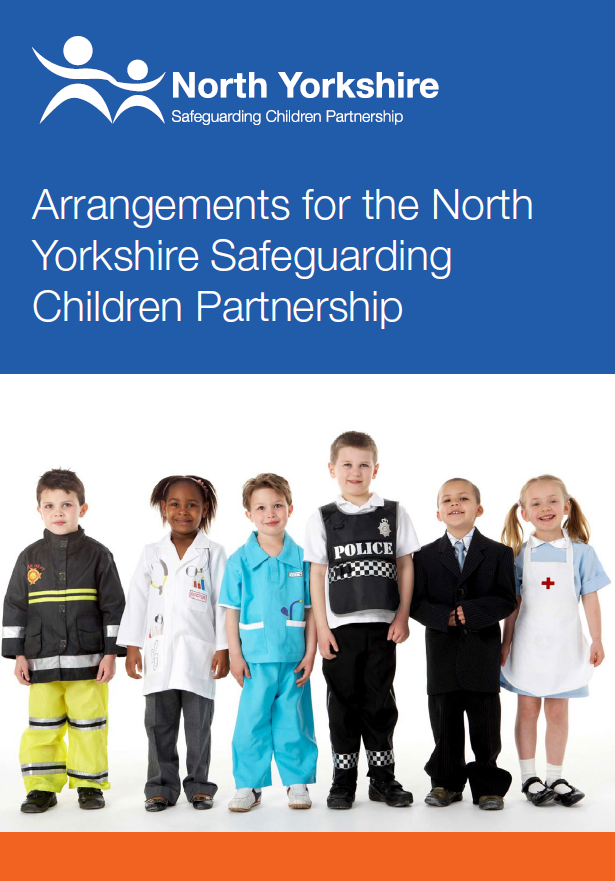 North Yorkshire
Safeguarding Children Partnership
Arrangements for the North
Yorkshire Safeguarding
Children Partnership
POLICE